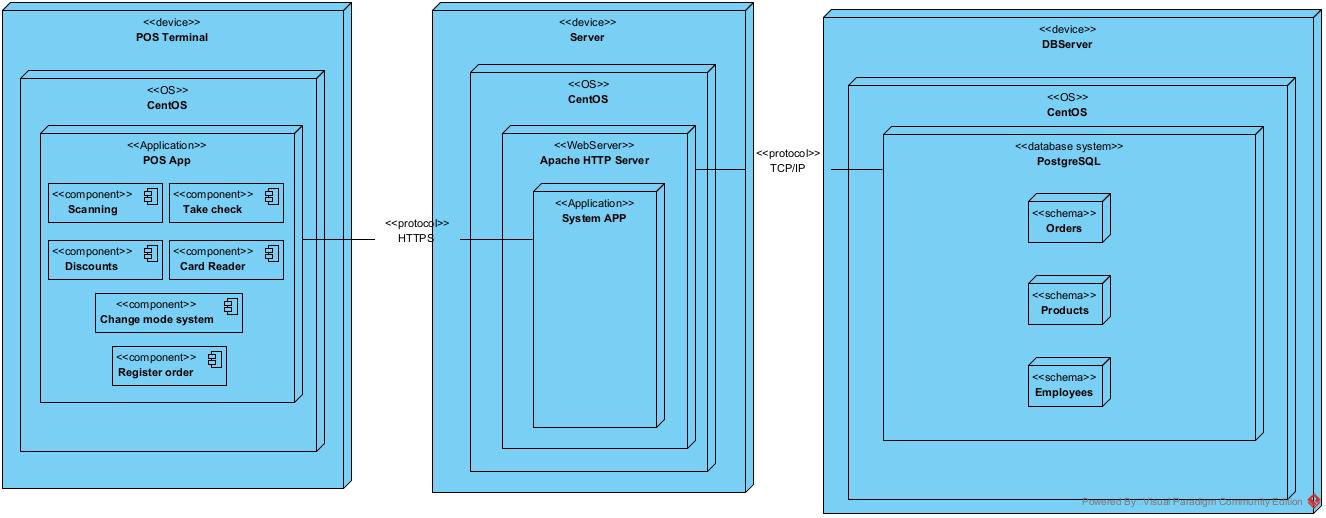 <<device>>
POS Terminal
<<OS>>
CentOS
<<Application>>
POS App
<<component>>
Scanning
<<component>>
Take check
<<component>>
Discounts
<<component>>
Card Reader
<<component>>
Change mode system
<<component>>
Register order
<<protocol>>
HTTPS
<<device>>
Server
<<OS>>
CentOS
<<WebServer>>
Apache HTTP Server
<<Application>>
System APP
<<protocol>>
TCP/IP
<<device>>
DBServer
<<OS>>
CentOS
<<database system>>
PostgreSQL
<<schema>>
Orders
<<schema>>
Products
<<schema>>
Employees
Powered By Visual Paradigm Community Edition